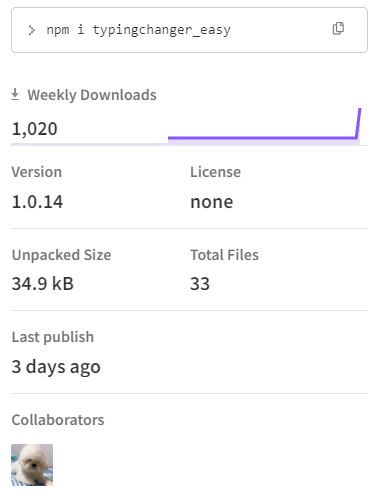 > npm i typingchanger_easy
Weekly Downloads
1,020
Version
License
1.0.14
none
Unpacked Size
Total Files
34.9 kB
33
Last publish
3 days ago
Collaborators